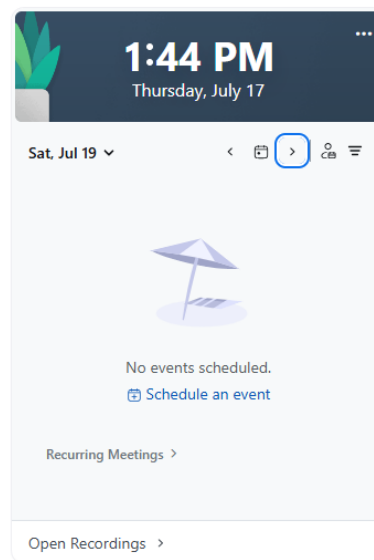 1:44 PM
Thursday, July 17
Sat, Jul 19
No events scheduled.
Schedule an event
Recurring Meetings
Open Recordings